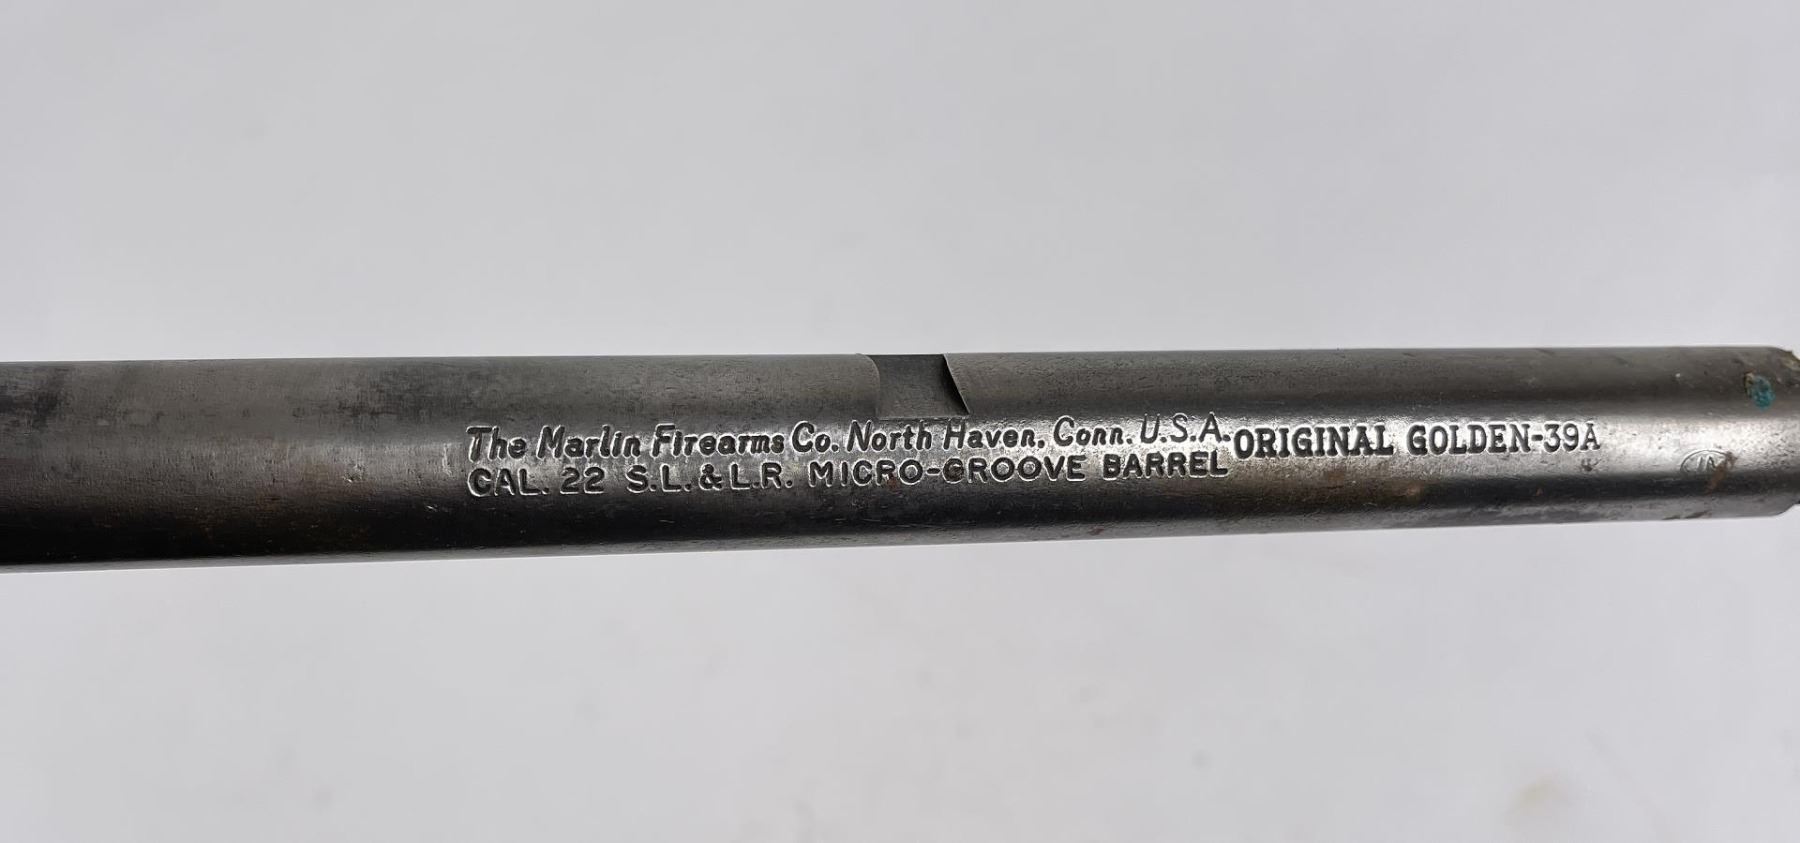 The Marlin Firearms Co. North Haven, Conn. U.S.A. ORIGINAL GOLDEN-39A
CAL. 22 S.L. & L.R. MICRO-GROOVE BARREL